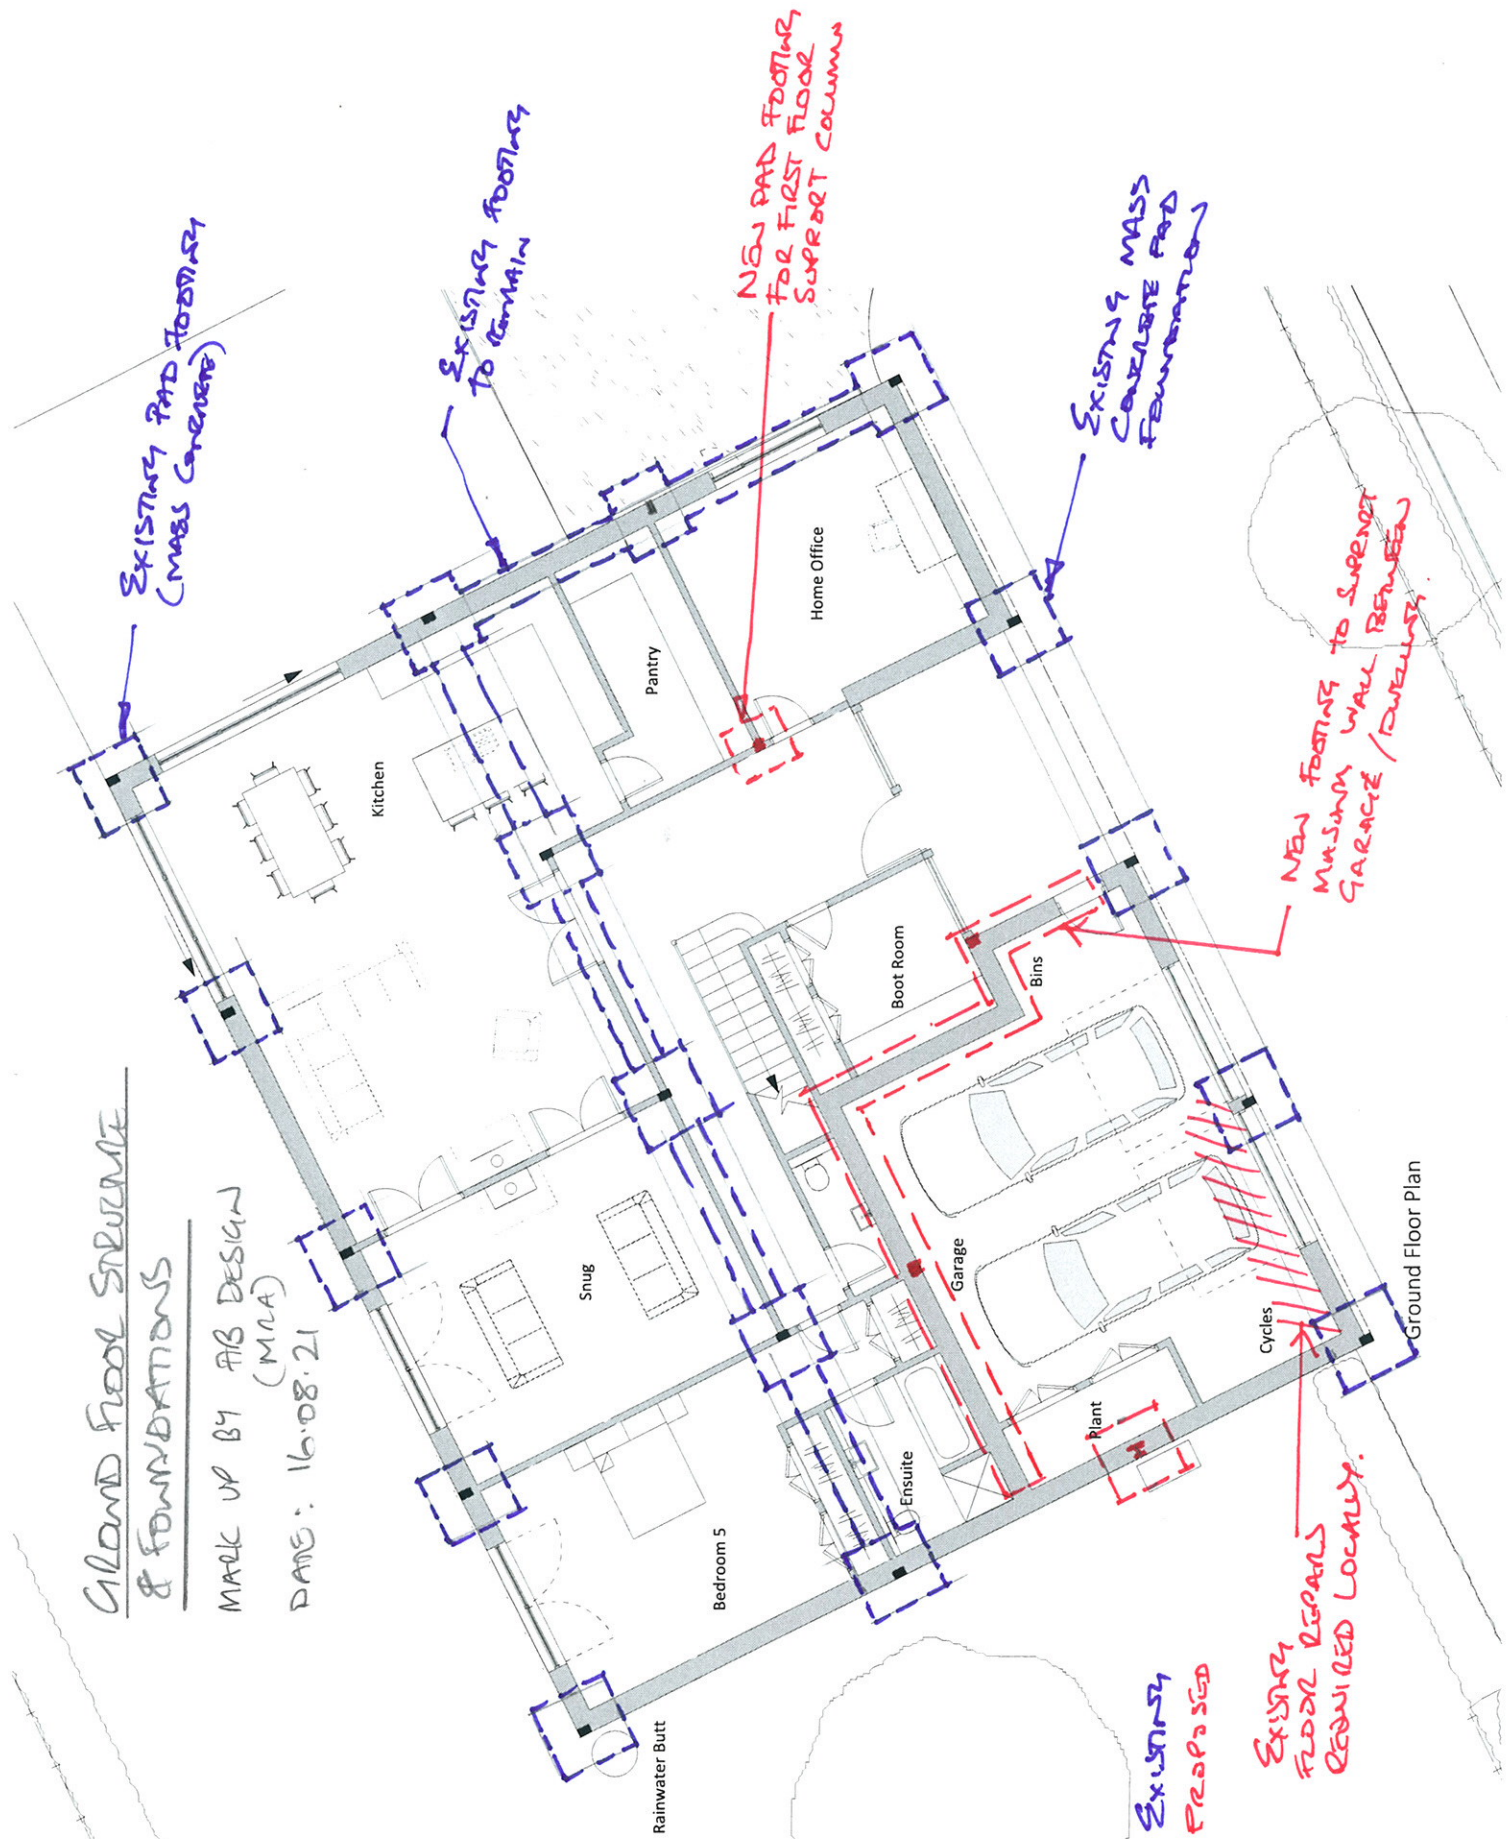 GROUND FLOOR STRUCTURE
& FOUNDATIONS
MARK UP BY AB DESIGN
(MRA)
DATE: 16.08.21
EXISTING PAD FOOTING
(MASS CONCRETE)
EXISTING FOOTING
TO REMAIN
NEW PAD FOOTING
FOR FIRST FLOOR
SUPPORT COLUMN
EXISTING MASS
CONCRETE PAD
FOUNDATION
NEW FOOTING TO SUPPORT
MASONRY WALL BETWEEN
GARAGE / DWELLING.
EXISTING
FLOOR REPAIRS
REQUIRED LOCALLY.
EXISTING
PROPOSED
Kitchen
Pantry
Home Office
Snug
Boot Room
Bins
Bedroom 5
Ensuite
Garage
Plant
Cycles
Rainwater Butt
Ground Floor Plan